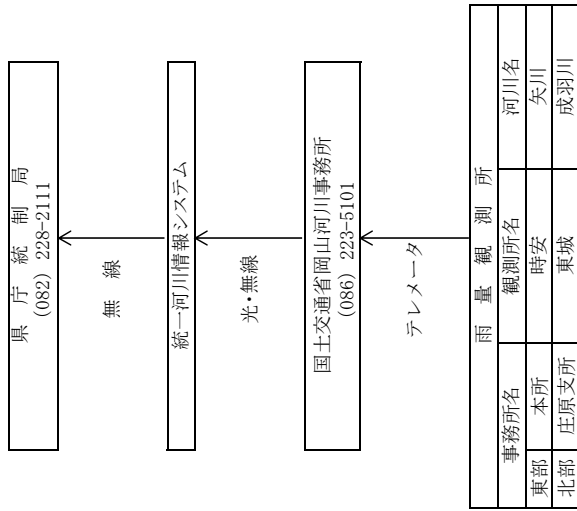 県 庁 統 制 局
(082) 228-2111
無 線
統一河川情報システム
光・無線
国土交通省岡山河川事務所
(086) 223-5101
テレメータ
雨 量 観 測 所
事務所名 観測所名 河川名
東部 本所 時安 矢川
北部 庄原支所 東城 成羽川